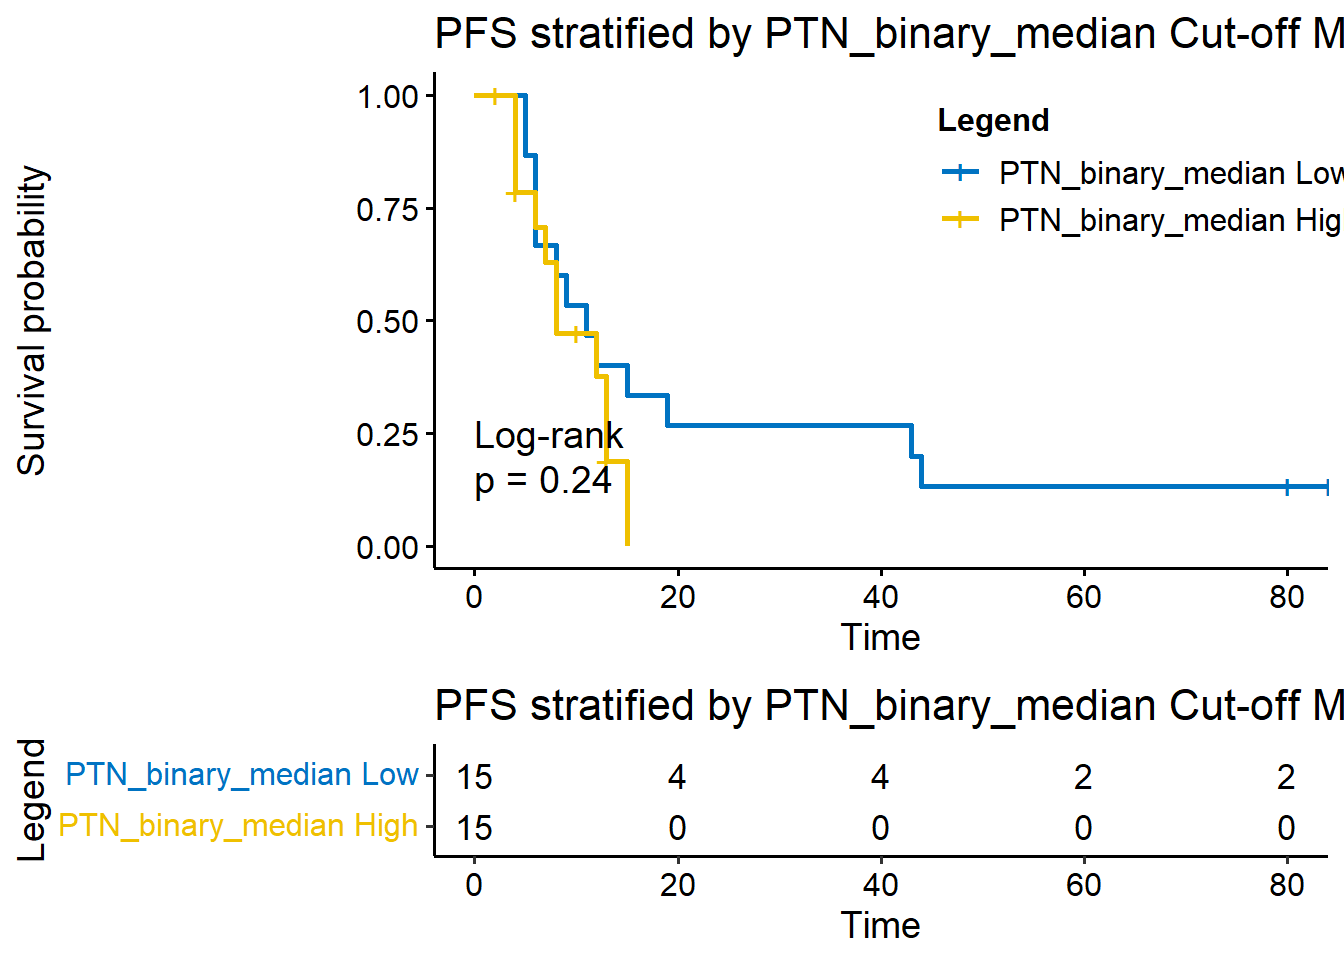 PFS stratified by PTN_binary_median Cut-off M
Survival probability
1.00
0.75
0.50
0.25
0.00
Legend
PTN_binary_median Low
PTN_binary_median Hig
Log-rank
p = 0.24
0 20 40 60 80
Time
PFS stratified by PTN_binary_median Cut-off M
Legend
PTN_binary_median Low 15 4 4 2 2
PTN_binary_median High 15 0 0 0 0
0 20 40 60 80
Time